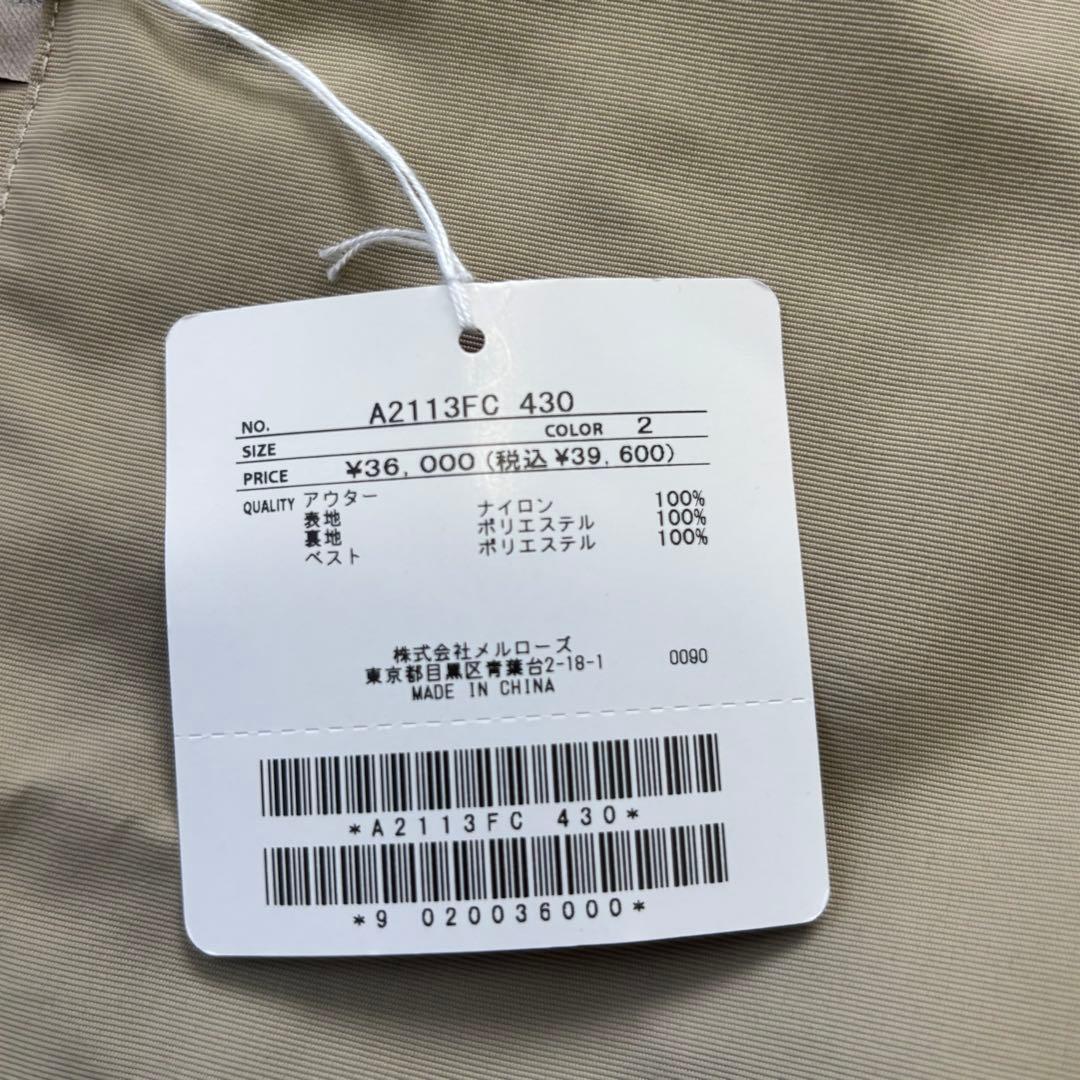 NO. A2113FC 430
SIZE COLOR 2
PRICE ¥36,000(税込¥39,600)
QUALITY アウター
表地 ナイロン 100%
裏地 ポリエステル 100%
ベスト ポリエステル 100%
株式会社メルローズ
東京都目黒区青葉台2-18-1 0090
MADE IN CHINA
*A2113FC 430*
*9 020036000*